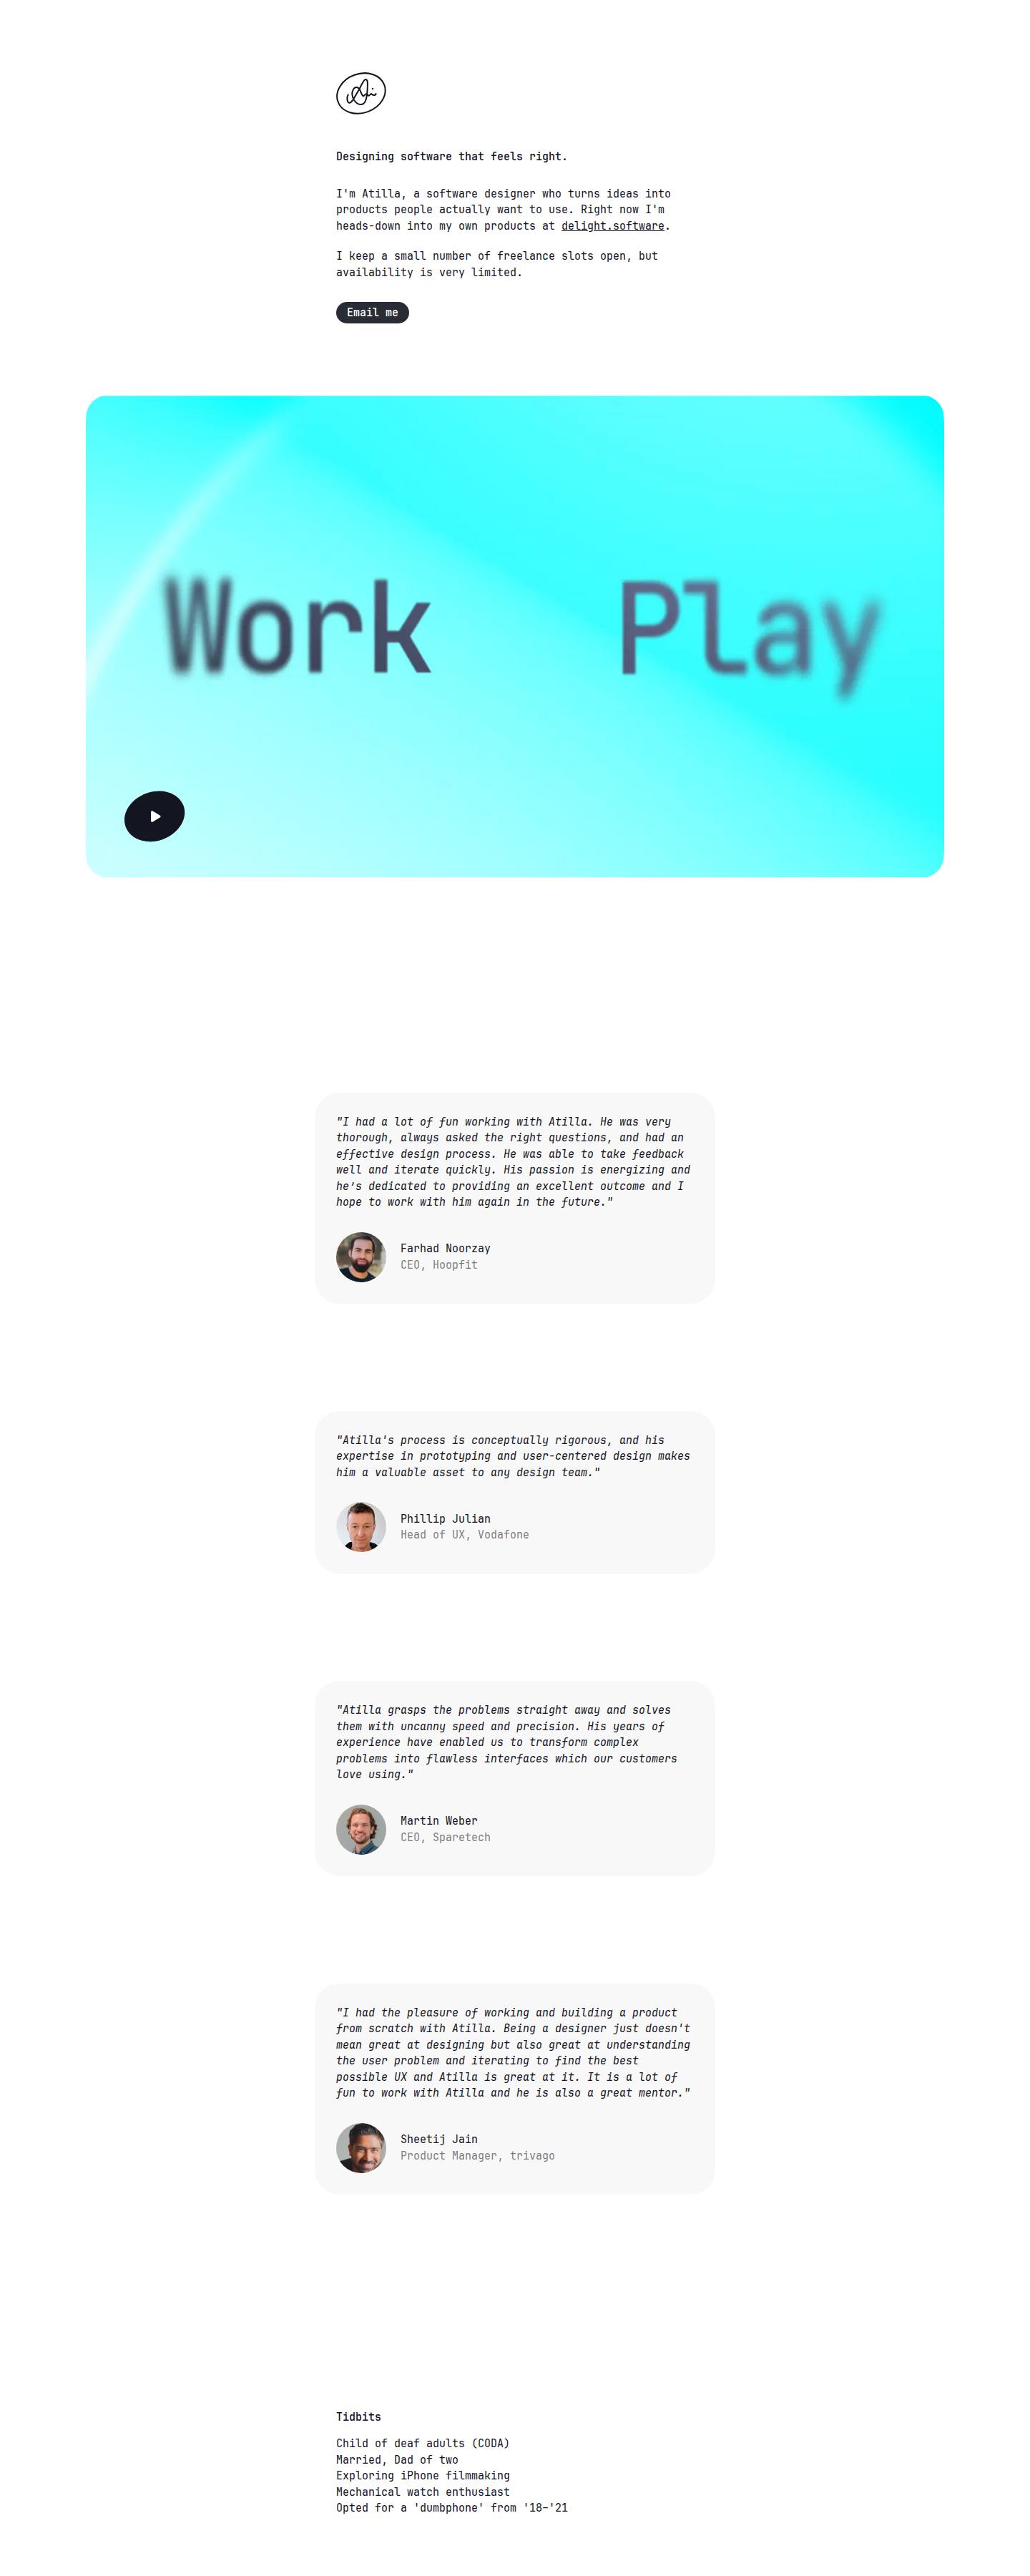 Designing software that feels right.
I'm Atilla, a software designer who turns ideas into
products people actually want to use. Right now I'm
heads-down into my own products at delight.software.
I keep a small number of freelance slots open, but
availability is very limited.
Email me
Work Play
"I had a lot of fun working with Atilla. He was very
thorough, always asked the right questions, and had an
effective design process. He was able to take feedback
well and iterate quickly. His passion is energizing and
he's dedicated to providing an excellent outcome and I
hope to work with him again in the future."
Farhad Noorzay
CEO, Hoopfit
"Atilla's process is conceptually rigorous, and his
expertise in prototyping and user-centered design makes
him a valuable asset to any design team."
Phillip Julian
Head of UX, Vodafone
"Atilla grasps the problems straight away and solves
them with uncanny speed and precision. His years of
experience have enabled us to transform complex
problems into flawless interfaces which our customers
love using."
Martin Weber
CEO, Sparetech
"I had the pleasure of working and building a product
from scratch with Atilla. Being a designer just doesn't
mean great at designing but also great at understanding
the user problem and iterating to find the best
possible UX and Atilla is great at it. It is a lot of
fun to work with Atilla and he is also a great mentor."
Sheetij Jain
Product Manager, trivago
Tidbits
Child of deaf adults (CODA)
Married, Dad of two
Exploring iPhone filmmaking
Mechanical watch enthusiast
Opted for a 'dumbphone' from '18–'21